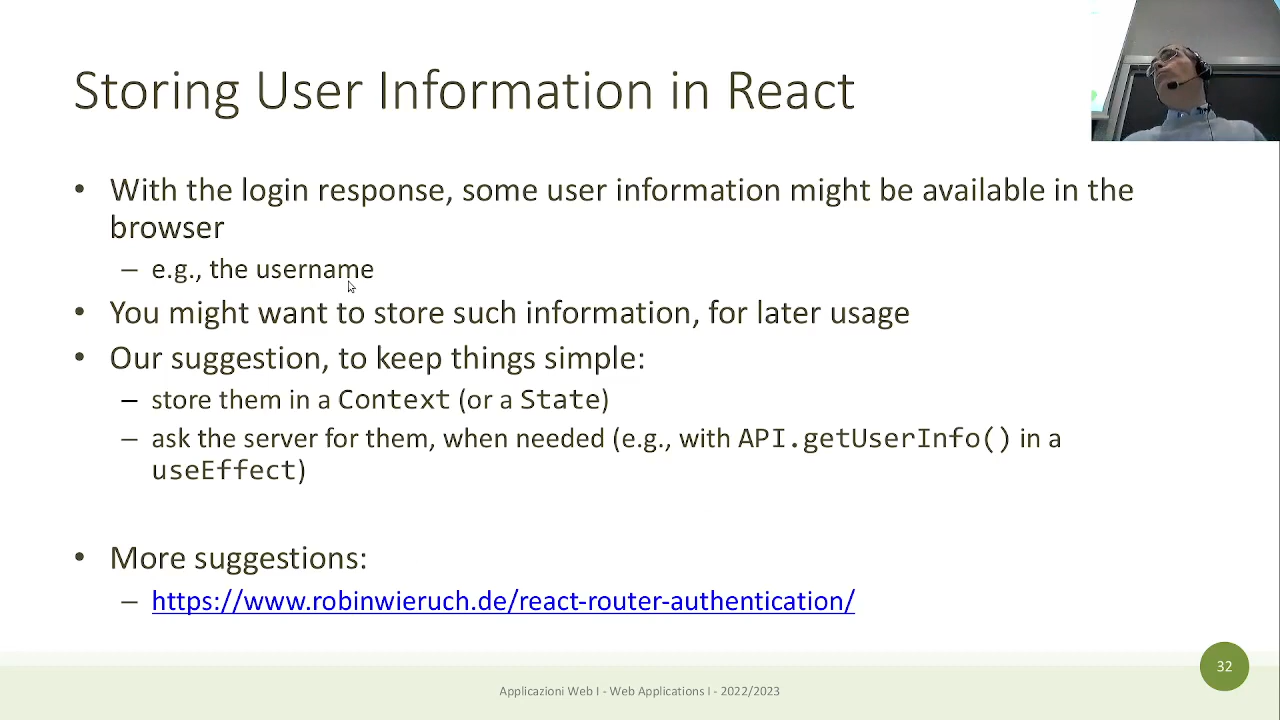 Storing User Information in React
• With the login response, some user information might be available in the
browser
– e.g., the username
• You might want to store such information, for later usage
• Our suggestion, to keep things simple:
– store them in a Context (or a State)
– ask the server for them, when needed (e.g., with API.getUserInfo() in a
useEffect)
• More suggestions:
– https://www.robinwieruch.de/react-router-authentication/
32
Applicazioni Web I - Web Applications I - 2022/2023